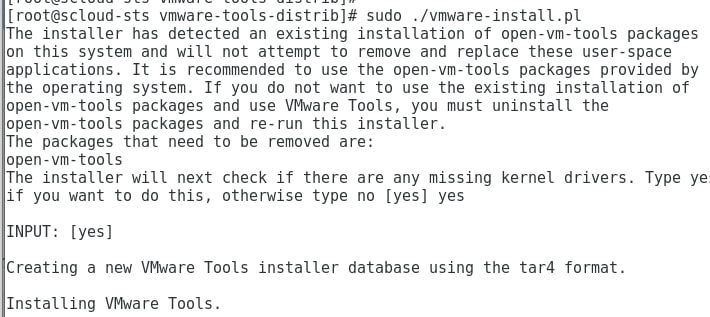 [root@scloud-sts vmware-tools-distrib]#
[root@scloud-sts vmware-tools-distrib]# sudo ./vmware-install.pl
The installer has detected an existing installation of open-vm-tools packages
on this system and will not attempt to remove and replace these user-space
applications. It is recommended to use the open-vm-tools packages provided by
the operating system. If you do not want to use the existing installation of
open-vm-tools packages and use VMware Tools, you must uninstall the
open-vm-tools packages and re-run this installer.
The packages that need to be removed are:
open-vm-tools
The installer will next check if there are any missing kernel drivers. Type yes
if you want to do this, otherwise type no [yes] yes
INPUT: [yes]
Creating a new VMware Tools installer database using the tar4 format.
Installing VMware Tools.